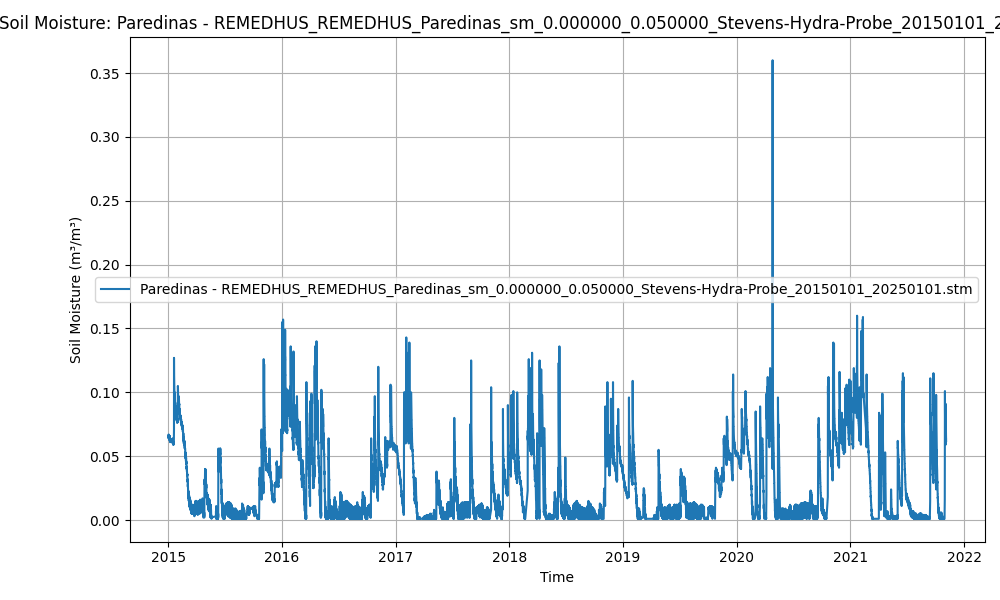 Soil Moisture: Paredinas - REMEDHUS_REMEDHUS_Paredinas_sm_0.000000_0.050000_Stevens-Hydra-Probe_20150101_2
0.35
0.30
0.25
0.20
0.15
0.10
0.05
0.00
Soil Moisture (m³/m³)
Paredinas - REMEDHUS_REMEDHUS_Paredinas_sm_0.000000_0.050000_Stevens-Hydra-Probe_20150101_20250101.stm
2015 2016 2017 2018 2019 2020 2021 2022
Time